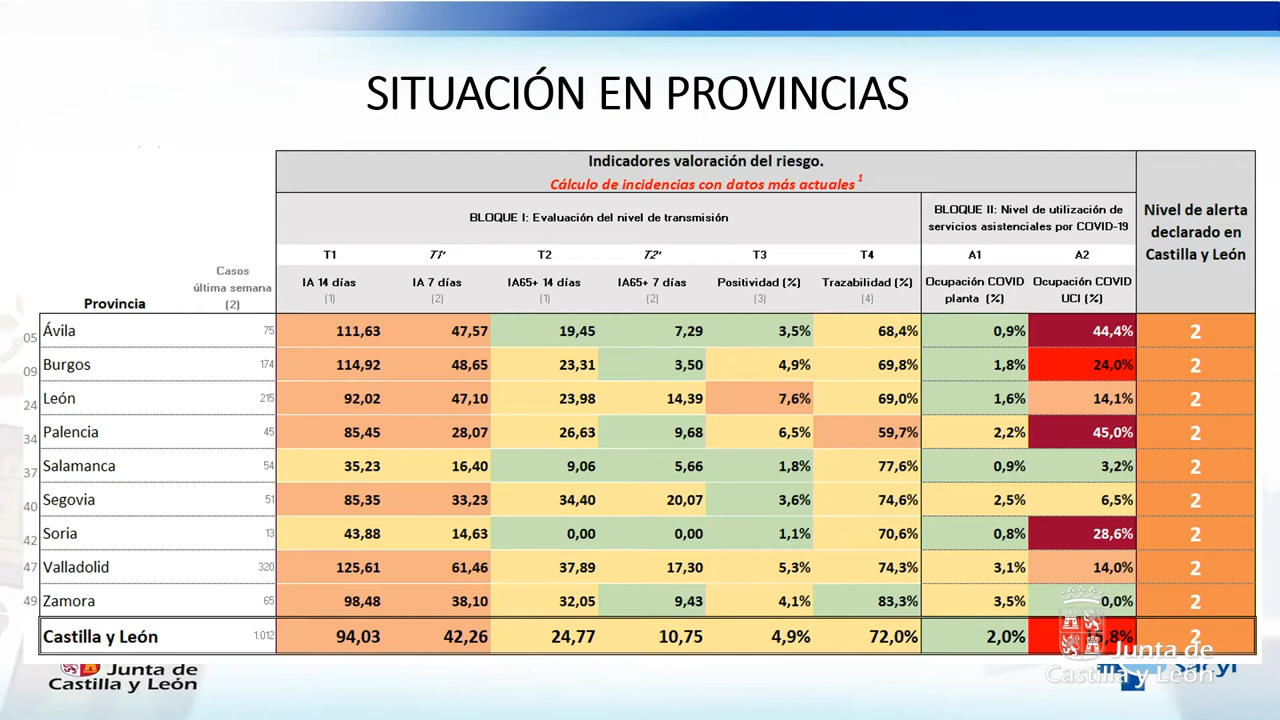 SITUACIÓN EN PROVINCIAS
Indicadores valoración del riesgo.
Cálculo de incidencias con datos más actuales 1
BLOQUE I: Evaluación del nivel de transmisión
BLOQUE II: Nivel de utilización de servicios asistenciales por COVID-19
Nivel de alerta declarado en Castilla y León
T1 T1' T2 T2' T3 T4 A1 A2
Provincia Casos última semana (2) IA 14 días (1) IA 7 días (2) IA65+ 14 días (1) IA65+ 7 días (2) Positividad (%) (3) Trazabilidad (%) (4) Ocupación COVID planta (%) Ocupación COVID UCI (%)
05 Ávila 75 111,63 47,57 19,45 7,29 3,5% 68,4% 0,9% 44,4% 2
09 Burgos 174 114,92 48,65 23,31 3,50 4,9% 69,8% 1,8% 24,0% 2
24 León 215 92,02 47,10 23,98 14,39 7,6% 69,0% 1,6% 14,1% 2
34 Palencia 45 85,45 28,07 26,63 9,68 6,5% 59,7% 2,2% 45,0% 2
37 Salamanca 54 35,23 16,40 9,06 5,66 1,8% 77,6% 0,9% 3,2% 2
40 Segovia 51 85,35 33,23 34,40 20,07 3,6% 74,6% 2,5% 6,5% 2
42 Soria 13 43,88 14,63 0,00 0,00 1,1% 70,6% 0,8% 28,6% 2
47 Valladolid 320 125,61 61,46 37,89 17,30 5,3% 74,3% 3,1% 14,0% 2
49 Zamora 65 98,48 38,10 32,05 9,43 4,1% 83,3% 3,5% 0,0% 2
Castilla y León 1.012 94,03 42,26 24,77 10,75 4,9% 72,0% 2,0% 2
Junta de
Castilla y León
Junta de
Castilla y León